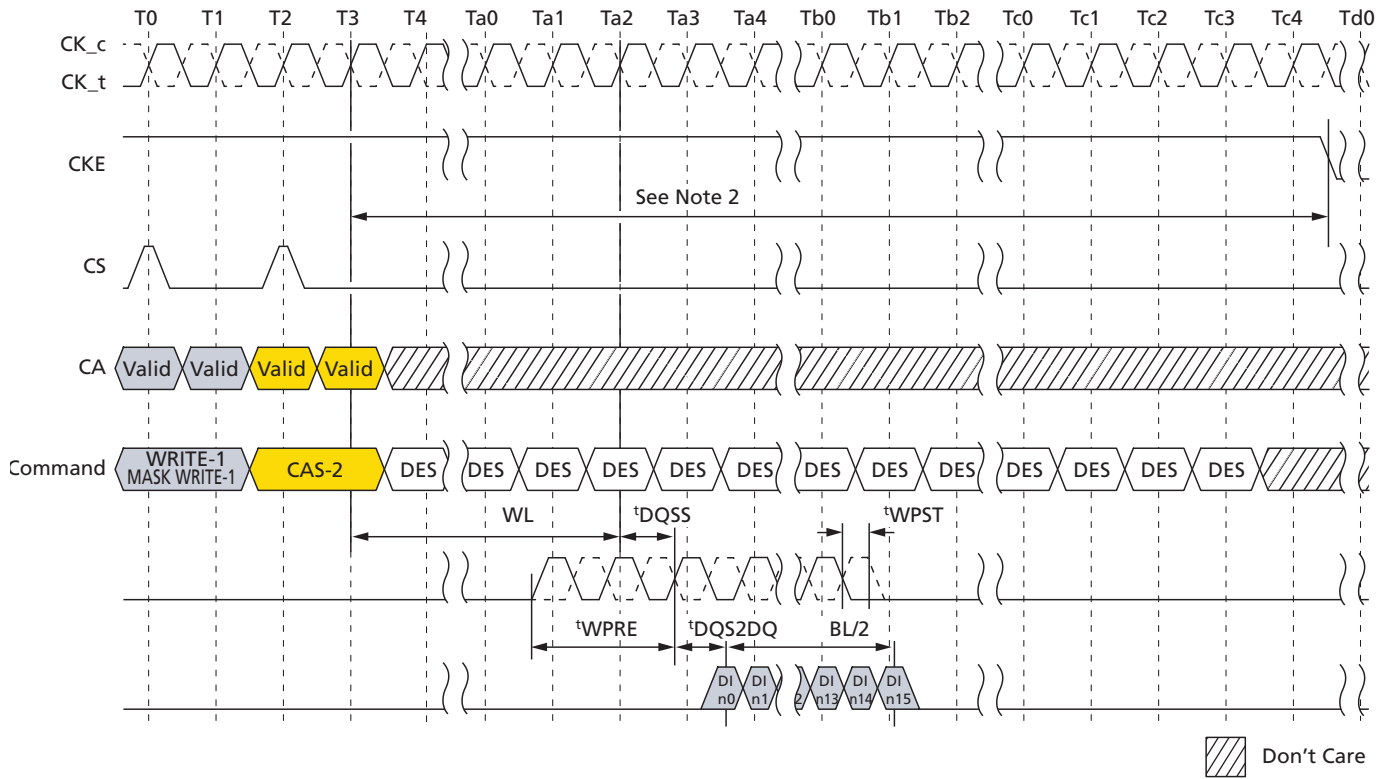 T0 T1 T2 T3 T4 Ta0 Ta1 Ta2 Ta3 Ta4 Tb0 Tb1 Tb2 Tc0 Tc1 Tc2 Tc3 Tc4 Td0
CK_c
CK_t
CKE
See Note 2
CS
CA Valid Valid Valid Valid
Command WRITE-1 MASK WRITE-1 CAS-2 DES DES DES DES DES DES DES DES DES DES DES DES DES
WL tDQSS tWPST
tWPRE tDQS2DQ BL/2
DI n0 DI n1 2 DI n13 DI n14 DI n15
Don't Care